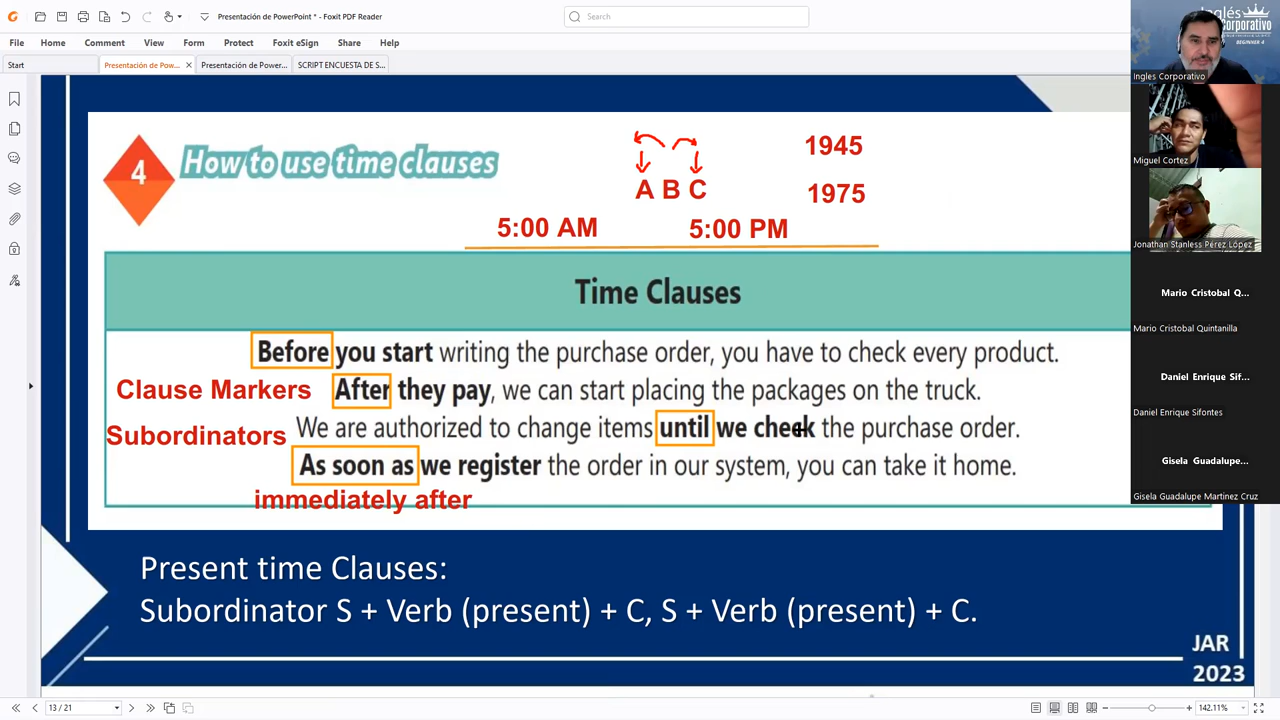 Presentación de PowerPoint * - Foxit PDF Reader
Search
File Home Comment View Form Protect Foxit eSign Share Help
Start
Presentación de Pow...
Presentación de Power...
SCRIPT ENCUESTA DE S...
4
How to use time clauses
A B C
1945
1975
5:00 AM
5:00 PM
Time Clauses
Before you start writing the purchase order, you have to check every product.
Clause Markers
After they pay, we can start placing the packages on the truck.
Subordinators
We are authorized to change items until we check the purchase order.
As soon as we register the order in our system, you can take it home.
immediately after
Present time Clauses:
Subordinator S + Verb (present) + C, S + Verb (present) + C.
JAR
2023
Inglés
Corporativo
BEGINNER 4
Ingles Corporativo
Miguel Cortez
Jonathan Stanless Pérez López
Mario Cristobal Q...
Mario Cristobal Quintanilla
Daniel Enrique Sif...
Daniel Enrique Sifontes
Gisela Guadalupe...
Gisela Guadalupe Martinez Cruz
13 / 21
142.11%